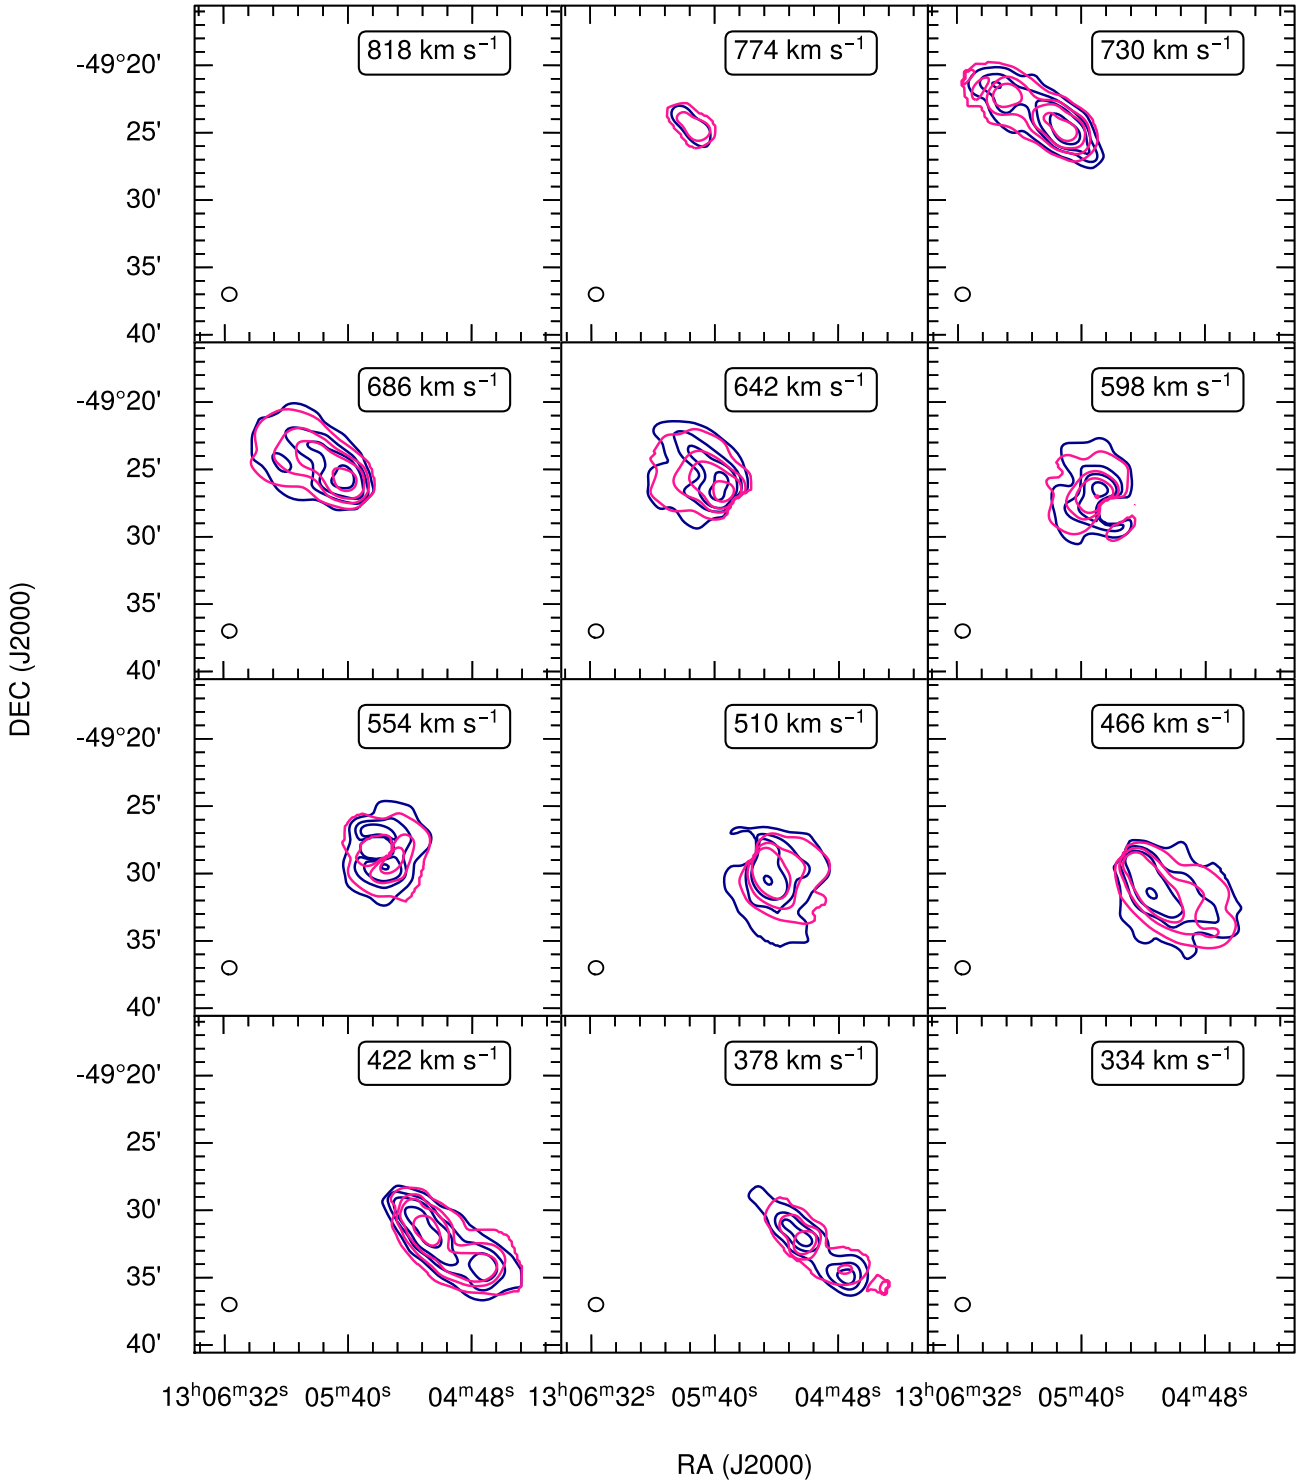 818 km s⁻¹ 774 km s⁻¹ 730 km s⁻¹
-49°20'
25'
30'
35'
40'
686 km s⁻¹ 642 km s⁻¹ 598 km s⁻¹
-49°20'
25'
30'
35'
40'
554 km s⁻¹ 510 km s⁻¹ 466 km s⁻¹
-49°20'
25'
30'
35'
40'
422 km s⁻¹ 378 km s⁻¹ 334 km s⁻¹
-49°20'
25'
30'
35'
40'
13ʰ06ᵐ32ˢ 05ᵐ40ˢ 04ᵐ48ˢ 13ʰ06ᵐ32ˢ 05ᵐ40ˢ 04ᵐ48ˢ 13ʰ06ᵐ32ˢ 05ᵐ40ˢ 04ᵐ48ˢ
RA (J2000)
DEC (J2000)